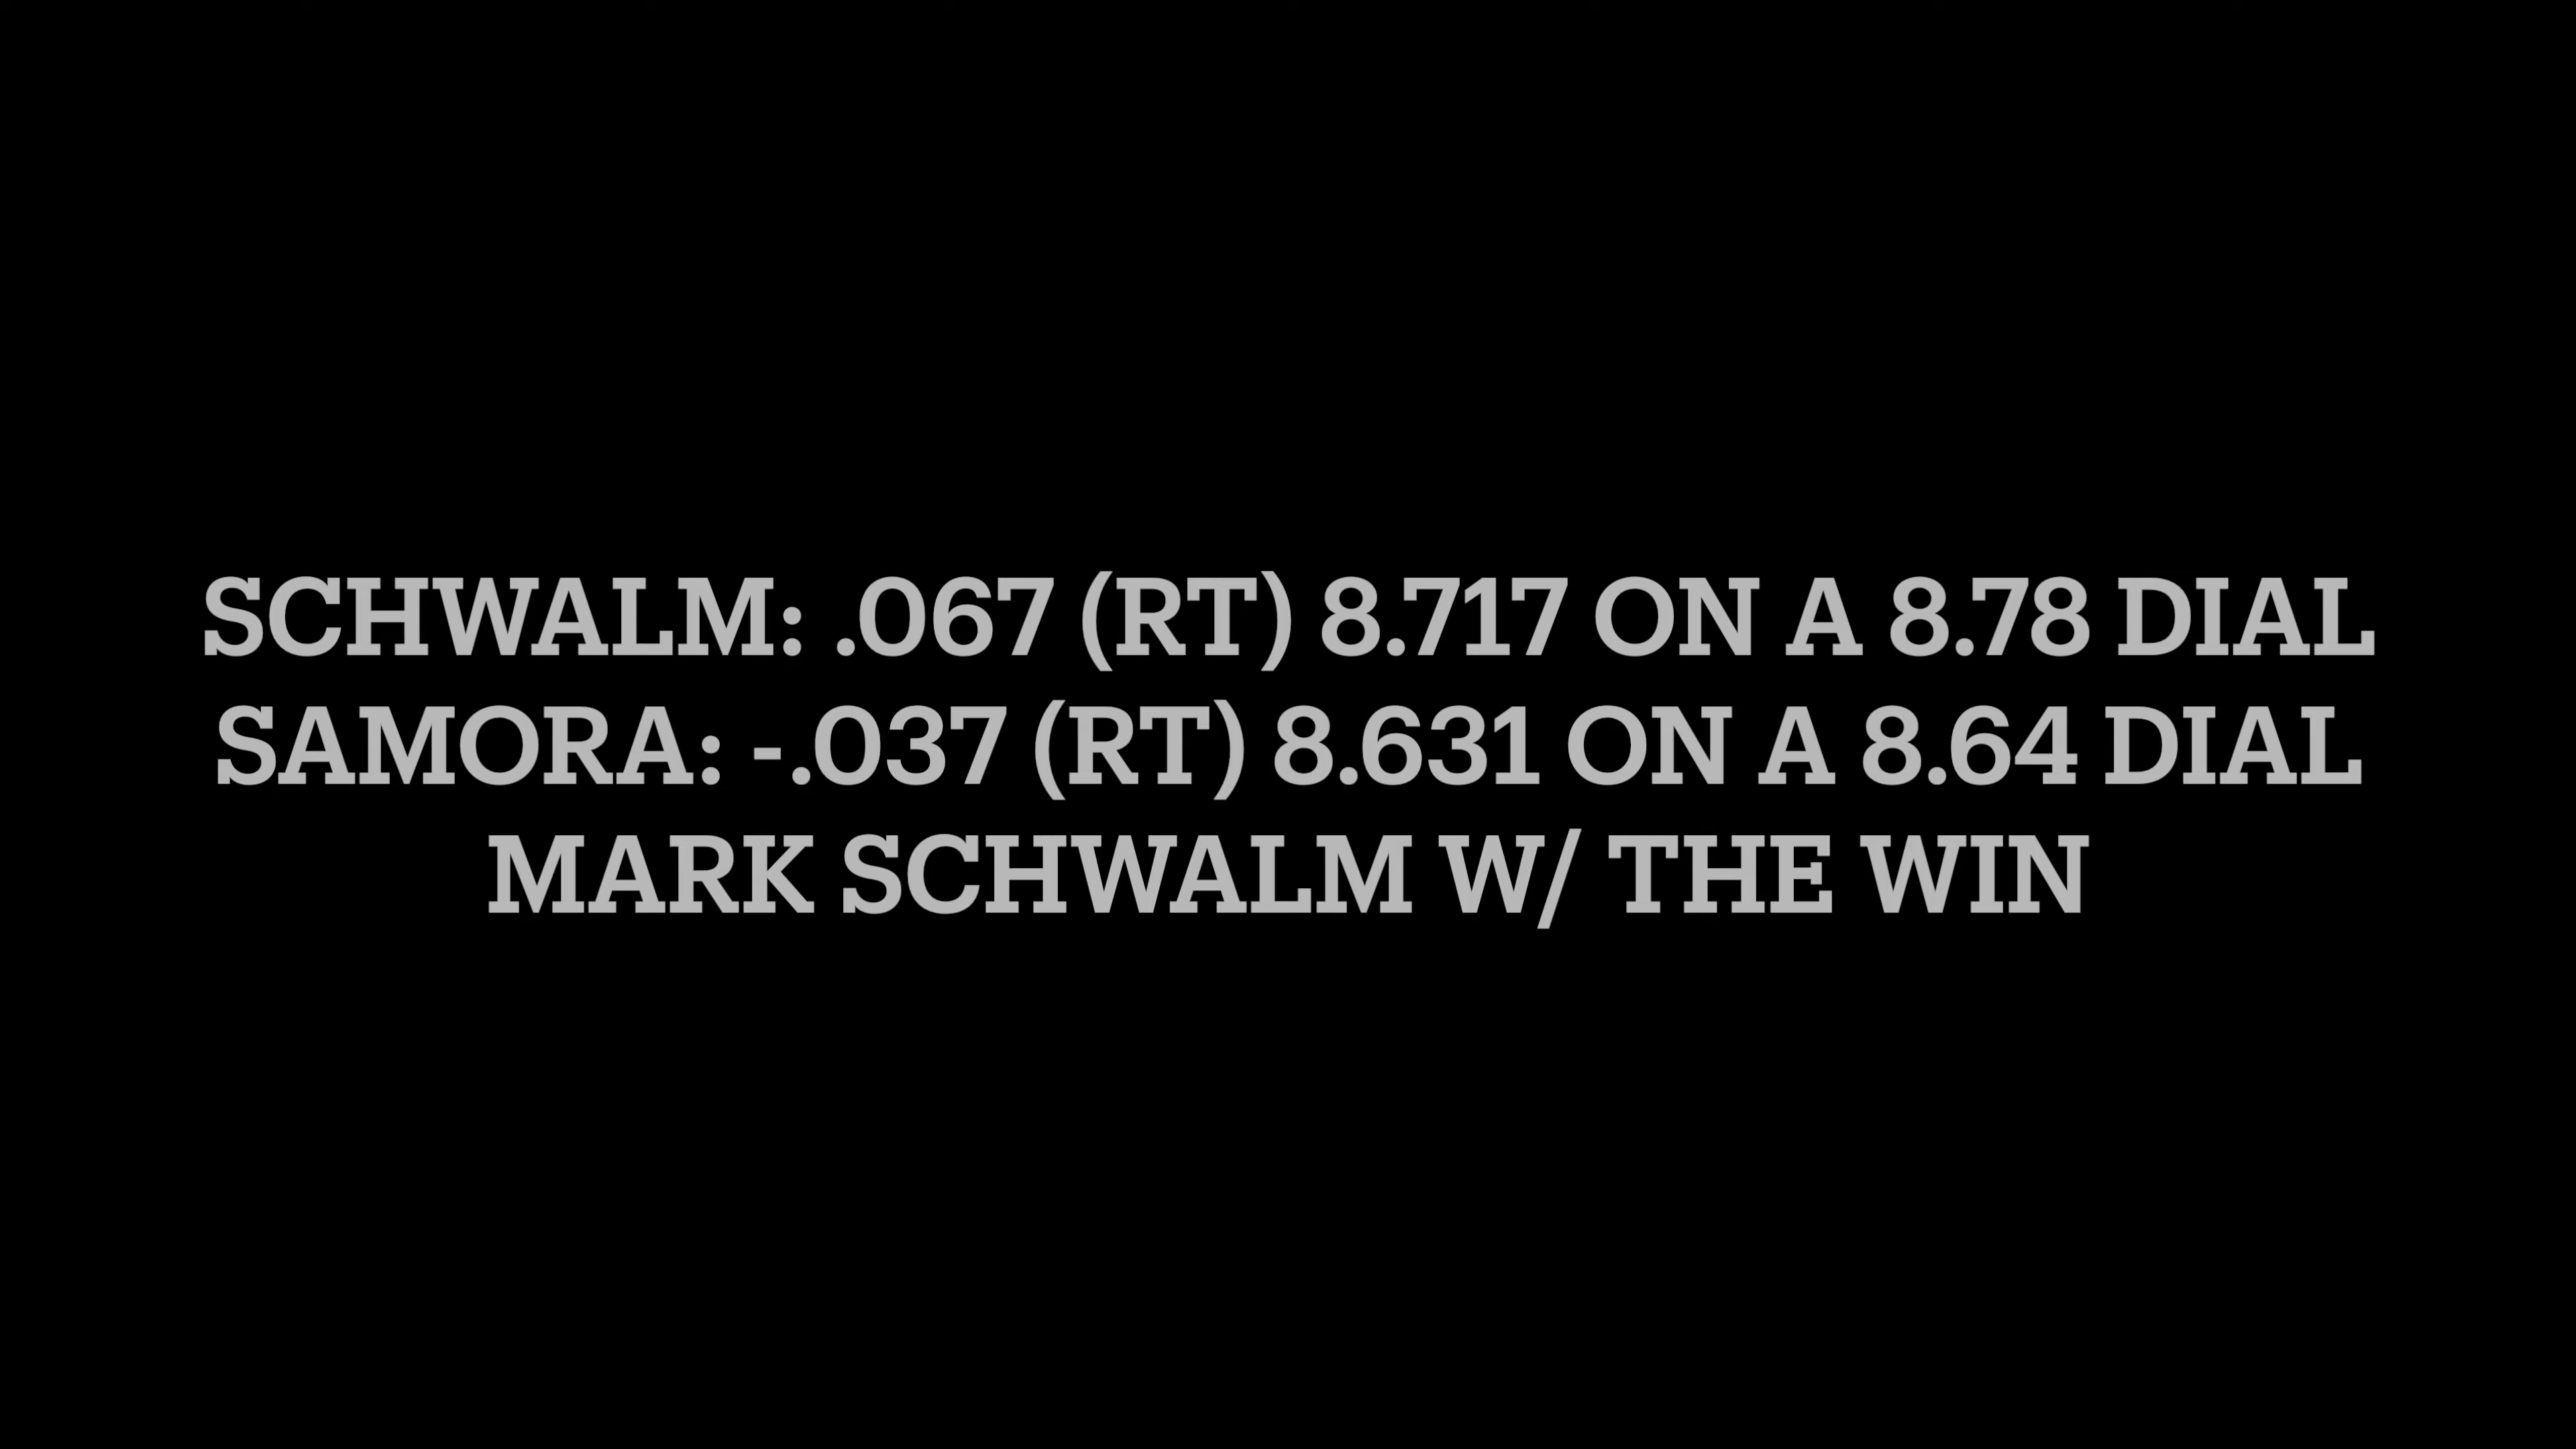 SCHWALM: .067 (RT) 8.717 ON A 8.78 DIAL
SAMORA: -.037 (RT) 8.631 ON A 8.64 DIAL
MARK SCHWALM W/ THE WIN